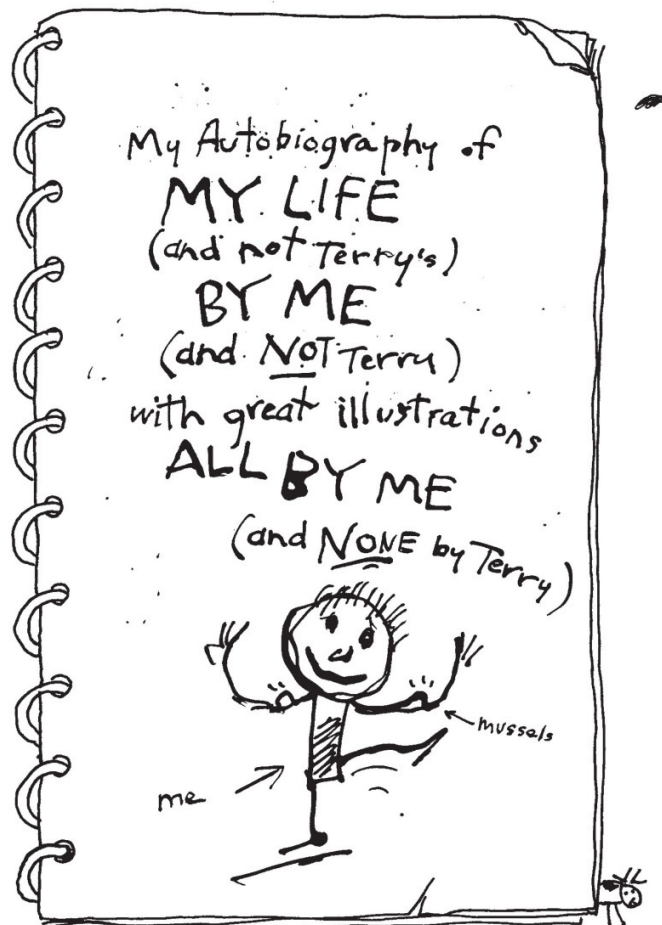 My Autobiography of
MY LIFE
(and not Terry's)
BY ME
(and NOT Terry)
with great illustrations
ALL BY ME
(and NONE by Terry)
mussels
me